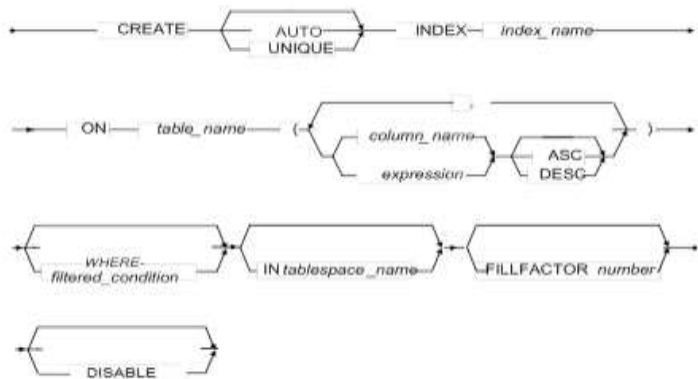 CREATE AUTO INDEX index_name
UNIQUE
ON table_name ( column_name ASC )
expression DESC
,
WHERE-
filtered_condition IN tablespace_name FILLFACTOR number
DISABLE